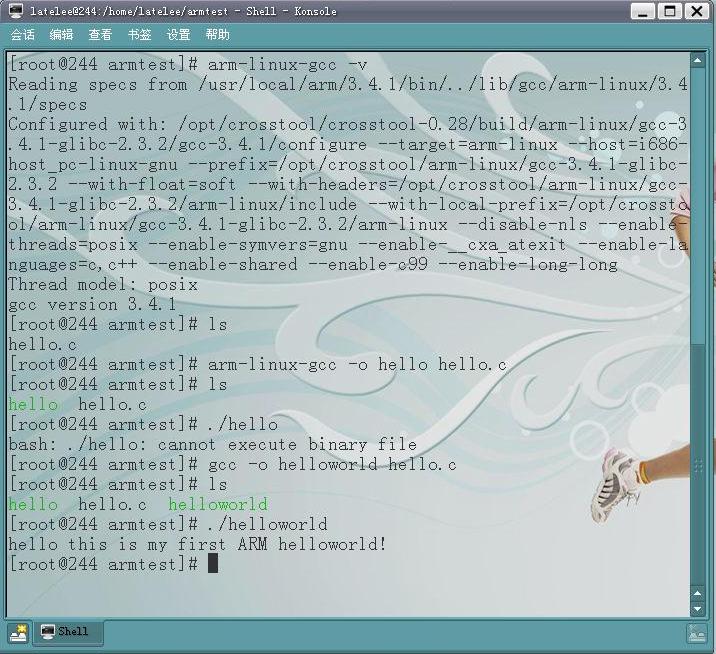 latelee@244:/home/latelee/armtest - Shell - Konsole
会话 编辑 查看 书签 设置 帮助
[root@244 armtest]# arm-linux-gcc -v
Reading specs from /usr/local/arm/3.4.1/bin/../lib/gcc/arm-linux/3.4
.1/specs
Configured with: /opt/crosstool/crosstool-0.28/build/arm-linux/gcc-3
.4.1-glibc-2.3.2/gcc-3.4.1/configure --target=arm-linux --host=i686-
host_pc-linux-gnu --prefix=/opt/crosstool/arm-linux/gcc-3.4.1-glibc-
2.3.2 --with-float=soft --with-headers=/opt/crosstool/arm-linux/gcc-
3.4.1-glibc-2.3.2/arm-linux/include --with-local-prefix=/opt/crossto
ol/arm-linux/gcc-3.4.1-glibc-2.3.2/arm-linux --disable-nls --enable-
threads=posix --enable-symvers=gnu --enable-__cxa_atexit --enable-la
nguages=c,c++ --enable-shared --enable-c99 --enable-long-long
Thread model: posix
gcc version 3.4.1
[root@244 armtest]# ls
hello.c
[root@244 armtest]# arm-linux-gcc -o hello hello.c
[root@244 armtest]# ls
hello  hello.c
[root@244 armtest]# ./hello
bash: ./hello: cannot execute binary file
[root@244 armtest]# gcc -o helloworld hello.c
[root@244 armtest]# ls
hello  hello.c  helloworld
[root@244 armtest]# ./helloworld
hello this is my first ARM helloworld!
[root@244 armtest]#
Shell